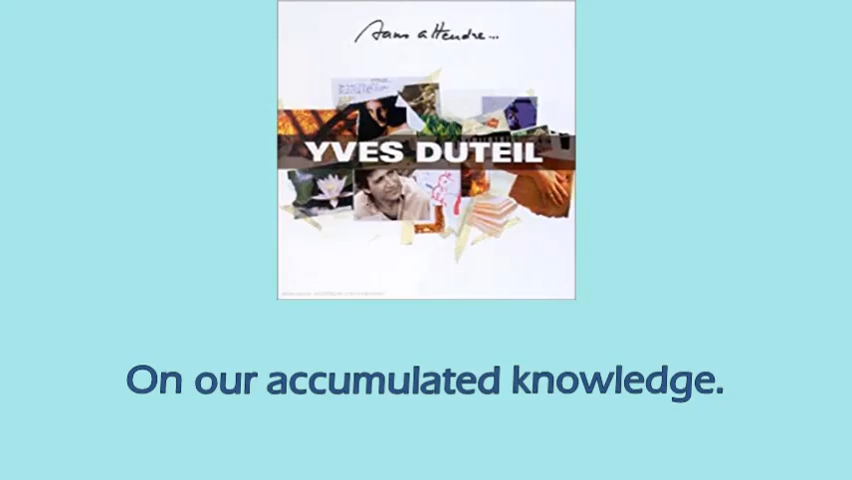 Sans attendre...
YVES DUTEIL
On our accumulated knowledge.